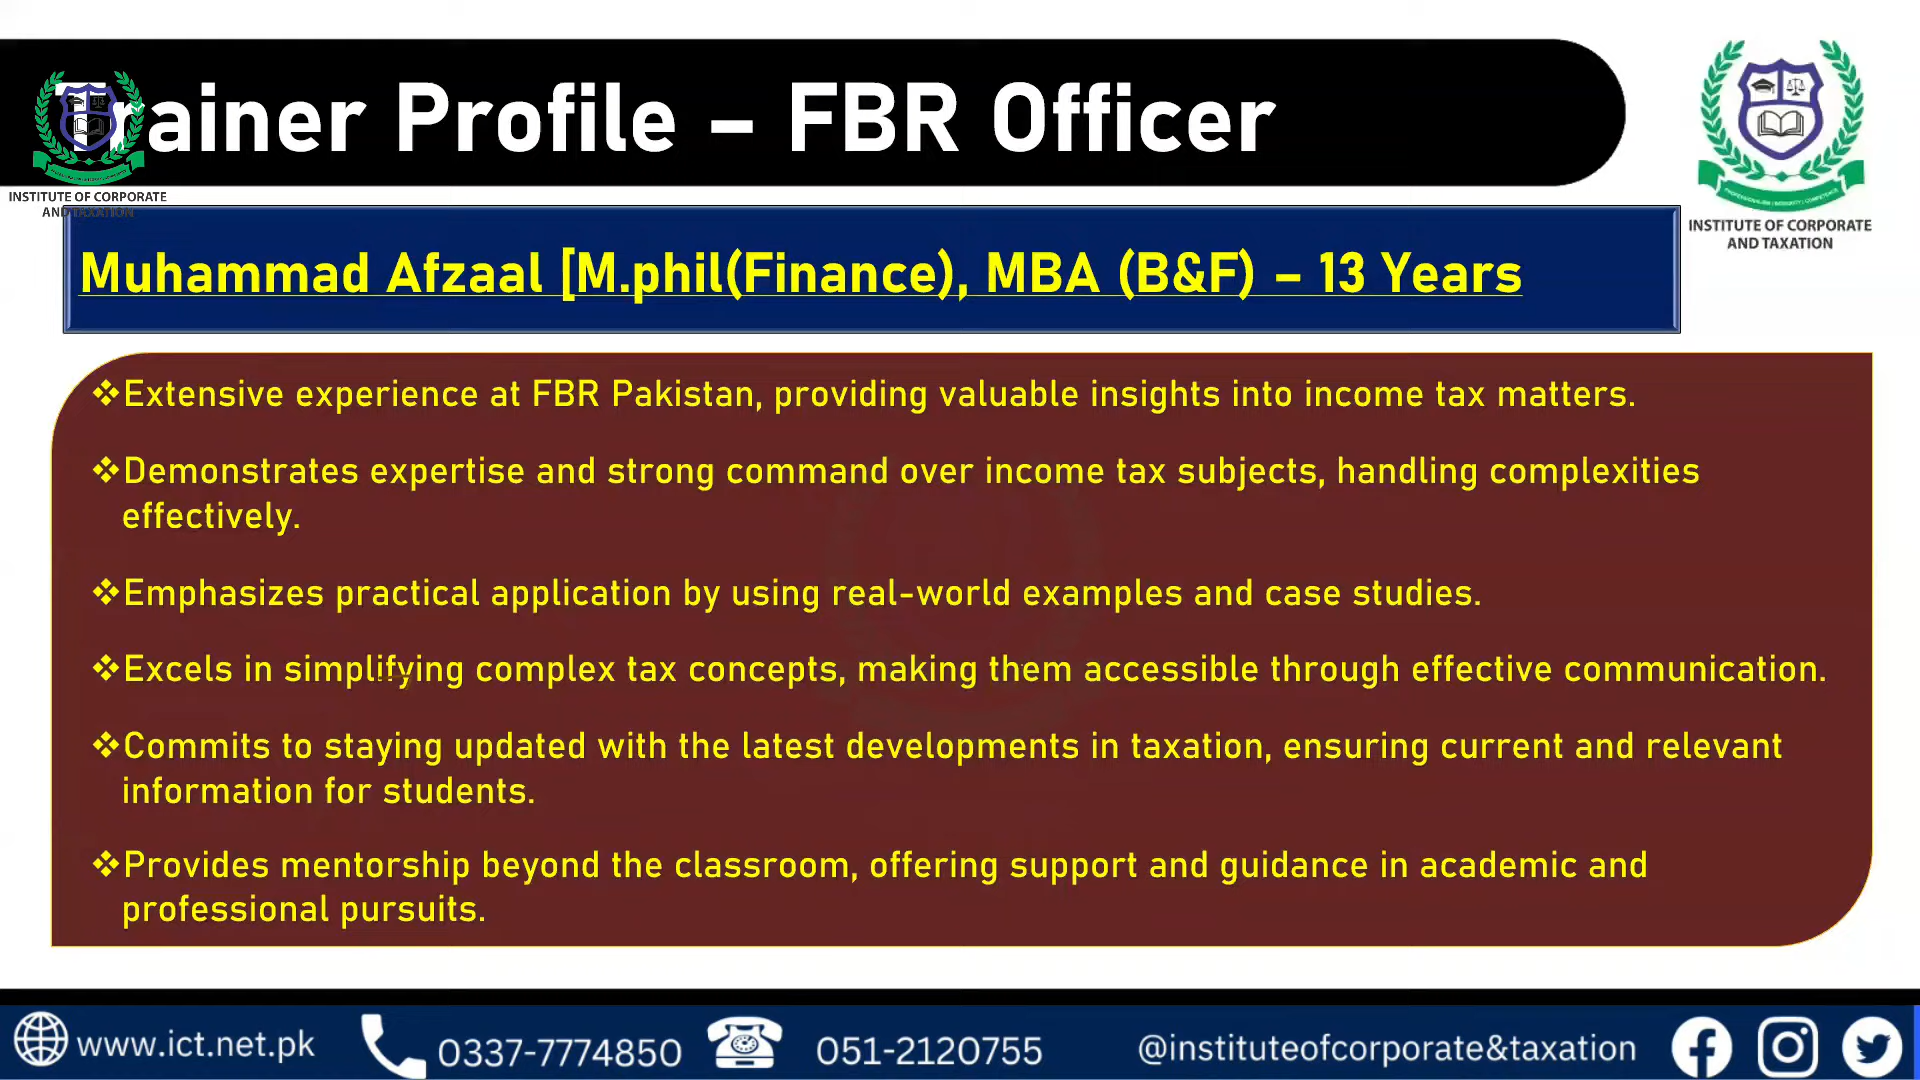 Trainer Profile – FBR Officer
INSTITUTE OF CORPORATE
AND TAXATION
INSTITUTE OF CORPORATE
AND TAXATION
Muhammad Afzaal [M.phil(Finance), MBA (B&F) – 13 Years
❖Extensive experience at FBR Pakistan, providing valuable insights into income tax matters.
❖Demonstrates expertise and strong command over income tax subjects, handling complexities
effectively.
❖Emphasizes practical application by using real-world examples and case studies.
❖Excels in simplifying complex tax concepts, making them accessible through effective communication.
❖Commits to staying updated with the latest developments in taxation, ensuring current and relevant
information for students.
❖Provides mentorship beyond the classroom, offering support and guidance in academic and
professional pursuits.
www.ict.net.pk 0337-7774850 051-2120755 @instituteofcorporate&taxation